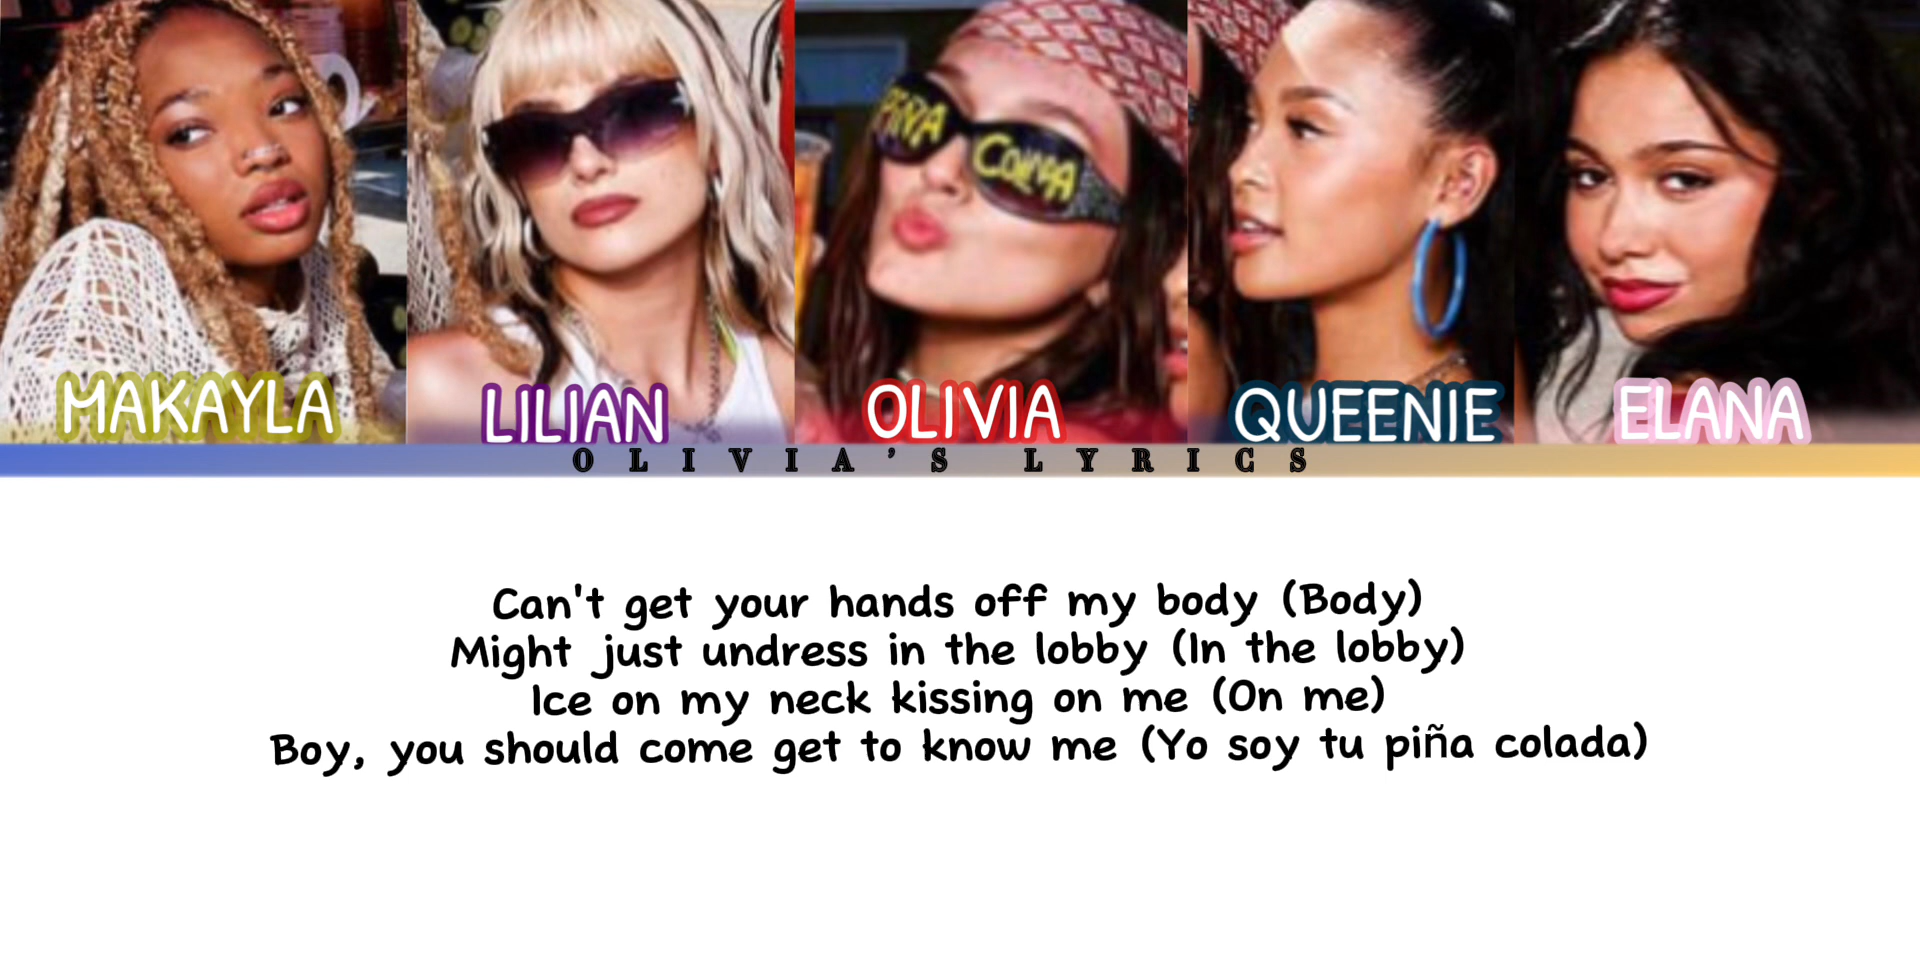 PIÑA COLADA
MAKAYLA LILIAN OLIVIA QUEENIE ELANA
OLIVIA'S LYRICS
Can't get your hands off my body (Body)
Might just undress in the lobby (In the lobby)
Ice on my neck kissing on me (On me)
Boy, you should come get to know me (Yo soy tu piña colada)